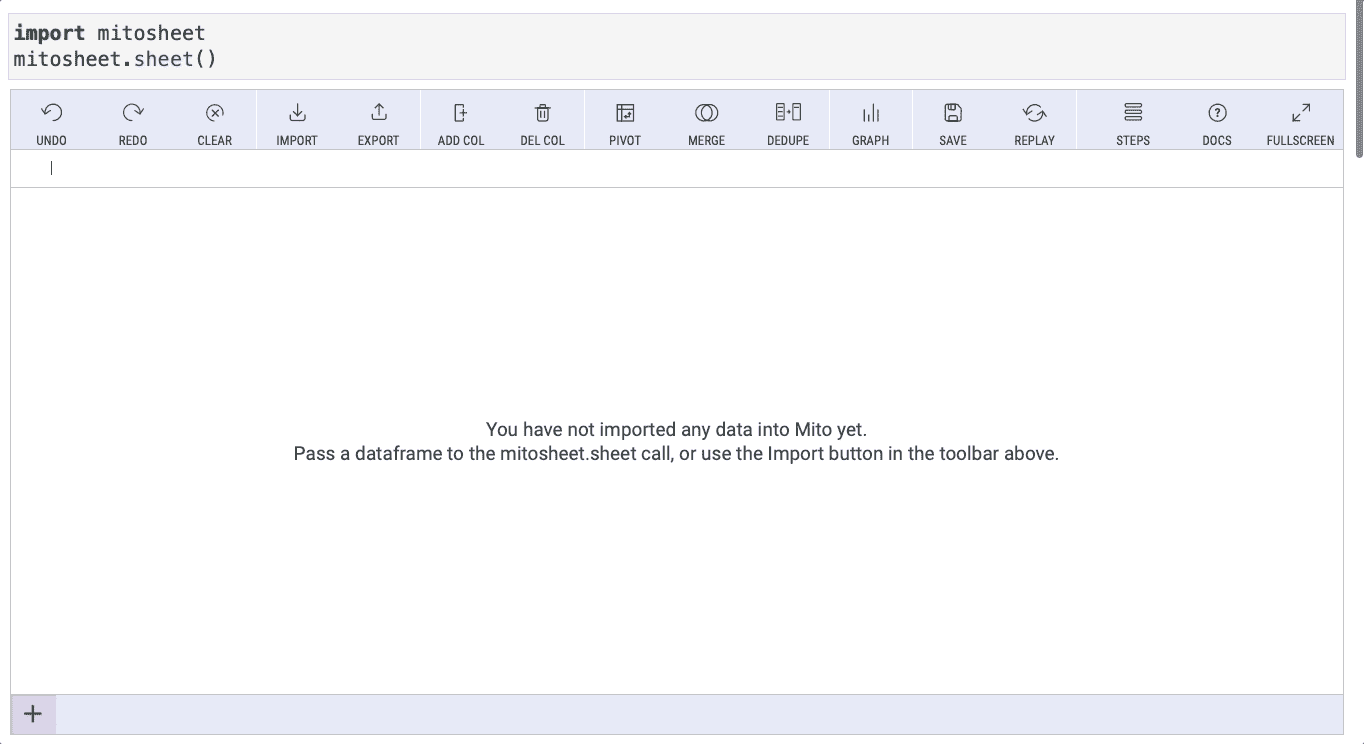 import mitosheet
mitosheet.sheet()
UNDO REDO CLEAR IMPORT EXPORT ADD COL DEL COL PIVOT MERGE DEDUPE GRAPH SAVE REPLAY STEPS DOCS FULLSCREEN
You have not imported any data into Mito yet.
Pass a dataframe to the mitosheet.sheet call, or use the Import button in the toolbar above.
+